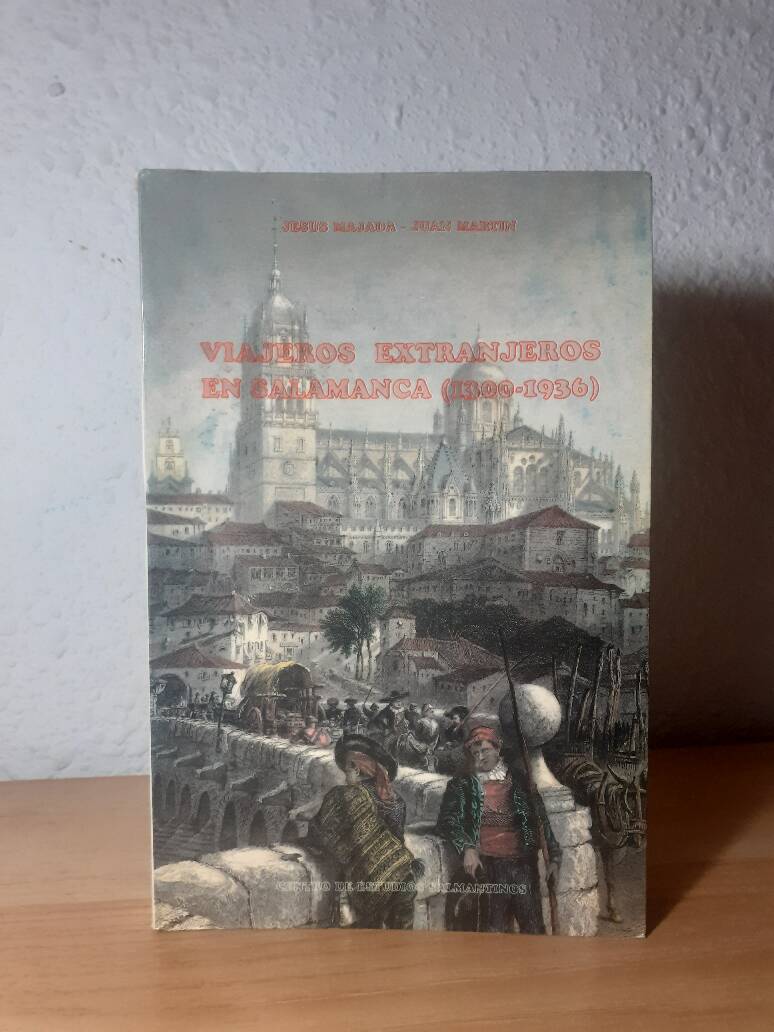 JESUS MAJADA - JUAN MARTIN
VIAJEROS EXTRANJEROS
EN SALAMANCA (1300-1936)
CENTRO DE ESTUDIOS SALMANTINOS